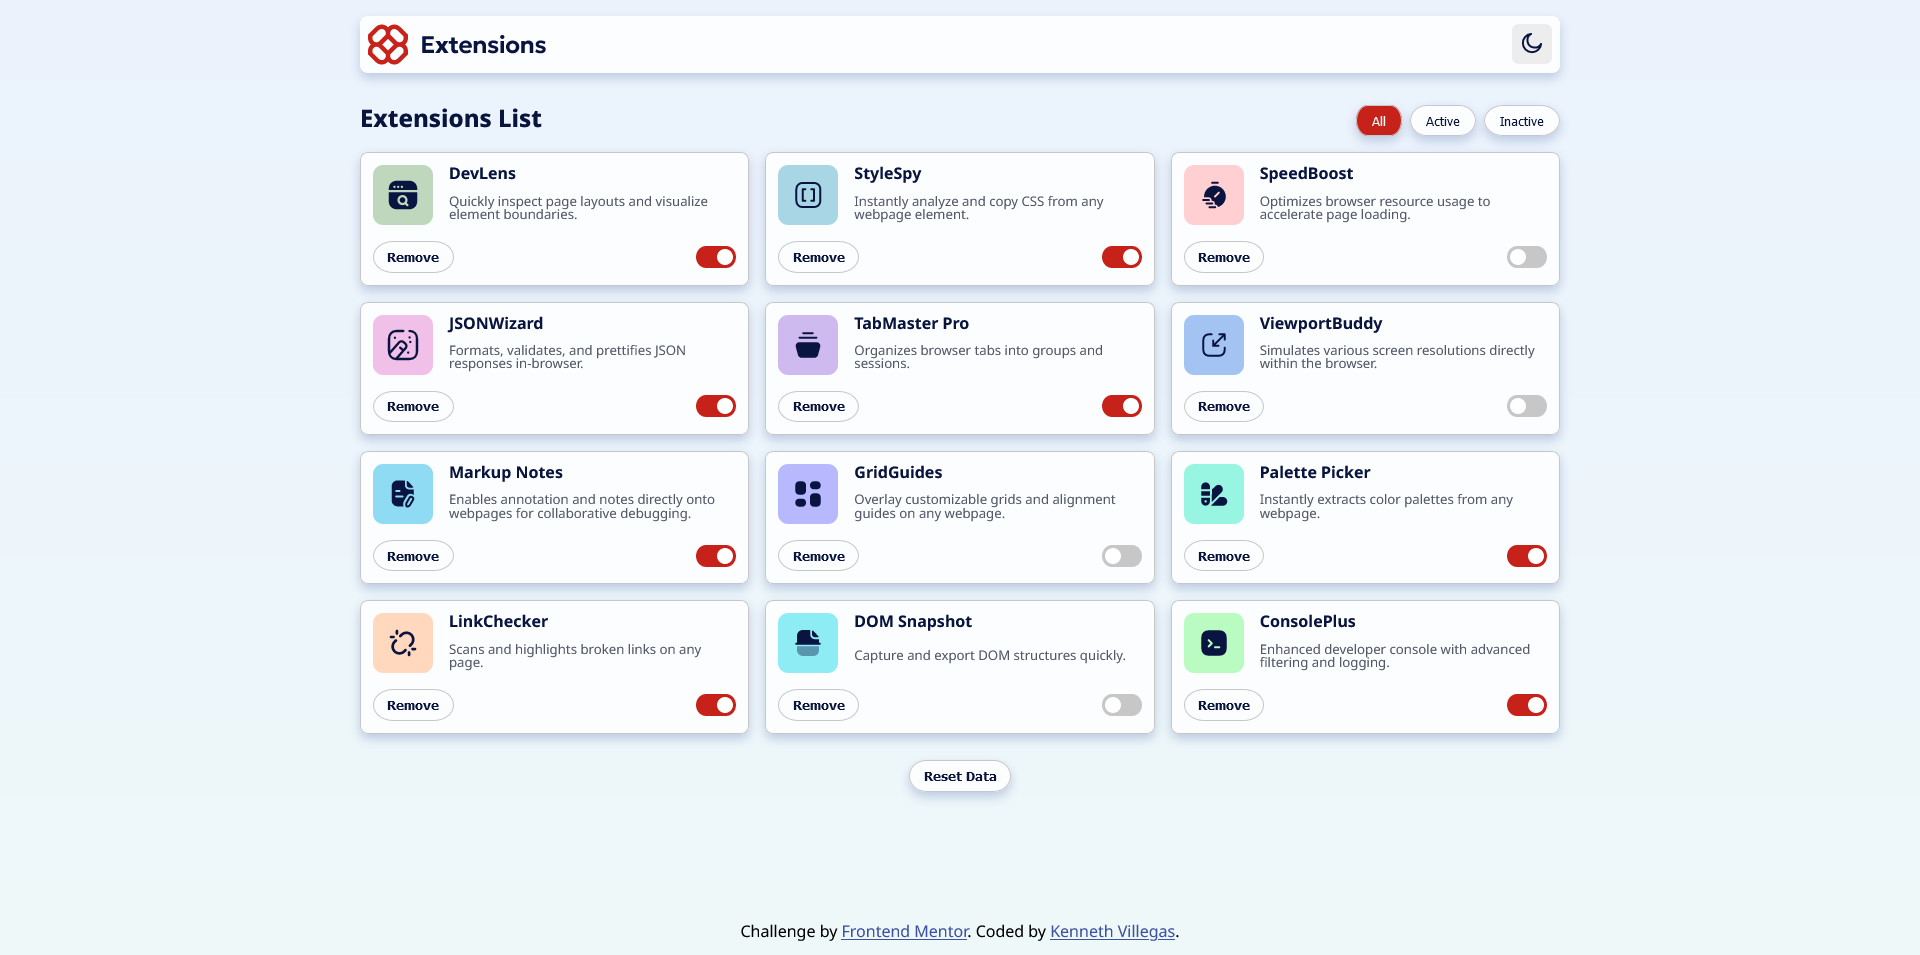 Extensions
Extensions List
All
Active
Inactive
DevLens
Quickly inspect page layouts and visualize
element boundaries.
Remove
StyleSpy
Instantly analyze and copy CSS from any
webpage element.
Remove
SpeedBoost
Optimizes browser resource usage to
accelerate page loading.
Remove
JSONWizard
Formats, validates, and prettifies JSON
responses in-browser.
Remove
TabMaster Pro
Organizes browser tabs into groups and
sessions.
Remove
ViewportBuddy
Simulates various screen resolutions directly
within the browser.
Remove
Markup Notes
Enables annotation and notes directly onto
webpages for collaborative debugging.
Remove
GridGuides
Overlay customizable grids and alignment
guides on any webpage.
Remove
Palette Picker
Instantly extracts color palettes from any
webpage.
Remove
LinkChecker
Scans and highlights broken links on any
page.
Remove
DOM Snapshot
Capture and export DOM structures quickly.
Remove
ConsolePlus
Enhanced developer console with advanced
filtering and logging.
Remove
Reset Data
Challenge by Frontend Mentor. Coded by Kenneth Villegas.